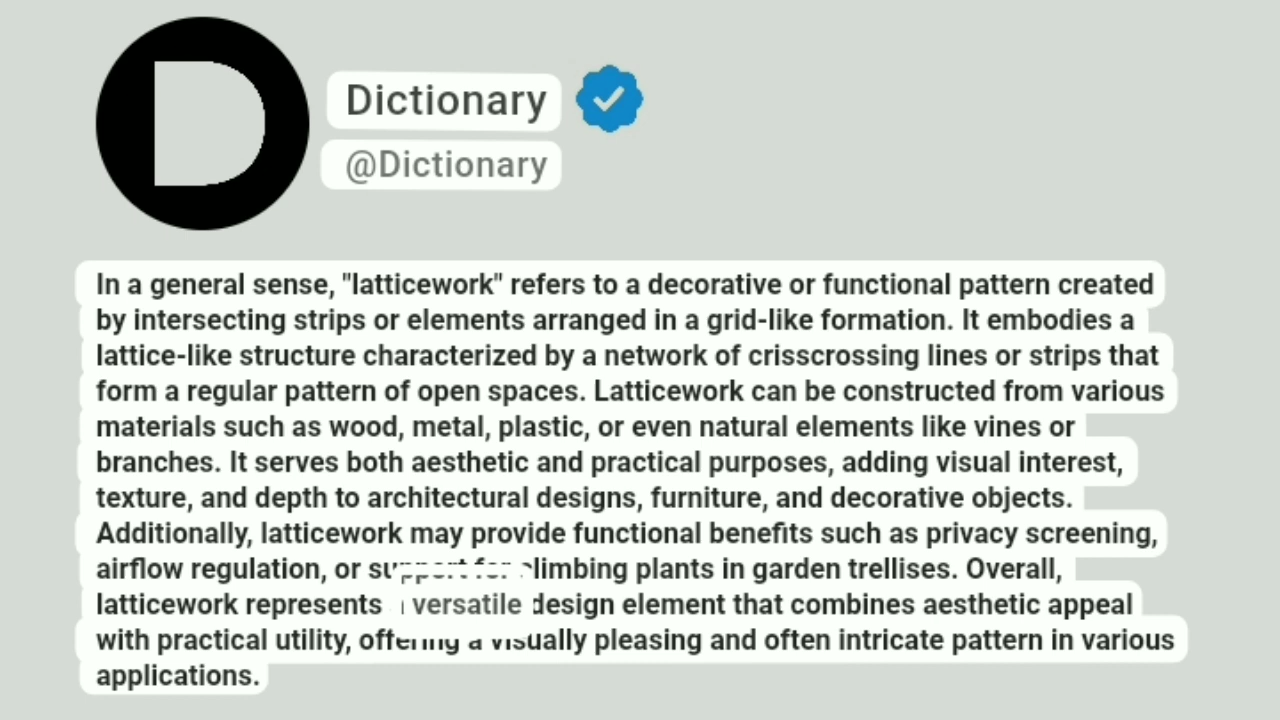 D
Dictionary
@Dictionary
In a general sense, "latticework" refers to a decorative or functional pattern created
by intersecting strips or elements arranged in a grid-like formation. It embodies a
lattice-like structure characterized by a network of crisscrossing lines or strips that
form a regular pattern of open spaces. Latticework can be constructed from various
materials such as wood, metal, plastic, or even natural elements like vines or
branches. It serves both aesthetic and practical purposes, adding visual interest,
texture, and depth to architectural designs, furniture, and decorative objects.
Additionally, latticework may provide functional benefits such as privacy screening,
airflow regulation, or support for climbing plants in garden trellises. Overall,
latticework represents versatile design element that combines aesthetic appeal
with practical utility, offering a visually pleasing and often intricate pattern in various
applications.